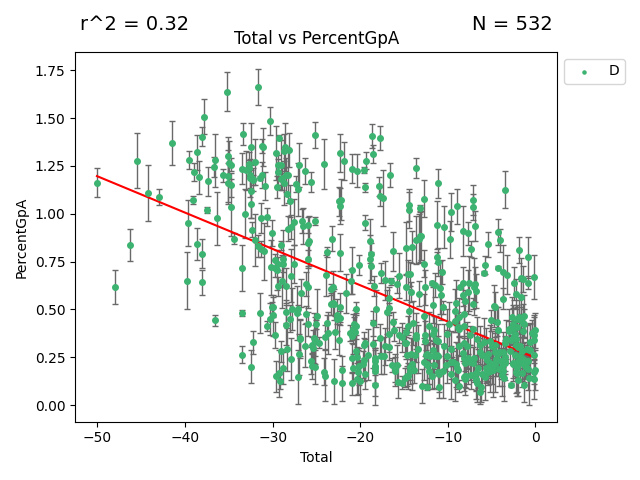 r^2 = 0.32
N = 532
Total vs PercentGpA
D
PercentGpA
1.75
1.50
1.25
1.00
0.75
0.50
0.25
0.00
−50
−40
−30
−20
−10
0
Total